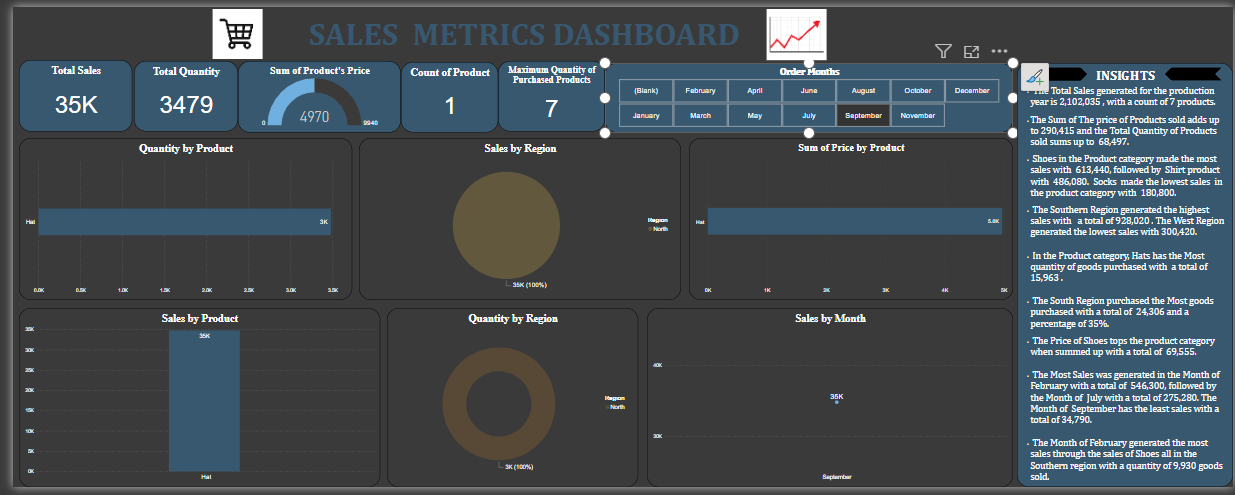 SALES METRICS DASHBOARD
Total Sales
35K
Total Quantity
3479
Sum of Product's Price
4970
0
9940
Count of Product
1
Maximum Quantity of
Purchased Products
7
Order Months
(Blank) February April June August October December
January March May July September November
Quantity by Product
Hat
3K
0.0K 0.5K 1.0K 1.5K 2.0K 2.5K 3.0K 3.5K
Sales by Region
35K (100%)
Region
North
Sum of Price by Product
Hat
5.0K
0K 1K 2K 3K 4K 5K
Sales by Product
35K
30K
25K
20K
15K
10K
5K
0K
35K
Hat
Quantity by Region
3K (100%)
Region
North
Sales by Month
40K
30K
35K
September
INSIGHTS
The Total Sales generated for the production
year is 2,102,035 , with a count of 7 products.
. The Sum of The price of Products sold adds up
to 290,415 and the Total Quantity of Products
sold sums up to 68,497.
. Shoes in the Product category made the most
sales with 613,440, followed by Shirt product
with 486,080. Socks made the lowest sales in
the product category with 180,800.
. The Southern Region generated the highest
sales with a total of 928,020 . The West Region
generated the lowest sales with 300,420.
. In the Product category, Hats has the Most
quantity of goods purchased with a total of
15,963 .
. The South Region purchased the Most goods
purchased with a total of 24,306 and a
percentage of 35%.
. The Price of Shoes tops the product category
when summed up with a total of 69,555.
. The Most Sales was generated in the Month of
February with a total of 546,300, followed by
the Month of July with a total of 275,280. The
Month of September has the least sales with a
total of 34,790.
. The Month of February generated the most
sales through the sales of Shoes all in the
Southern region with a quantity of 9,930 goods
sold.